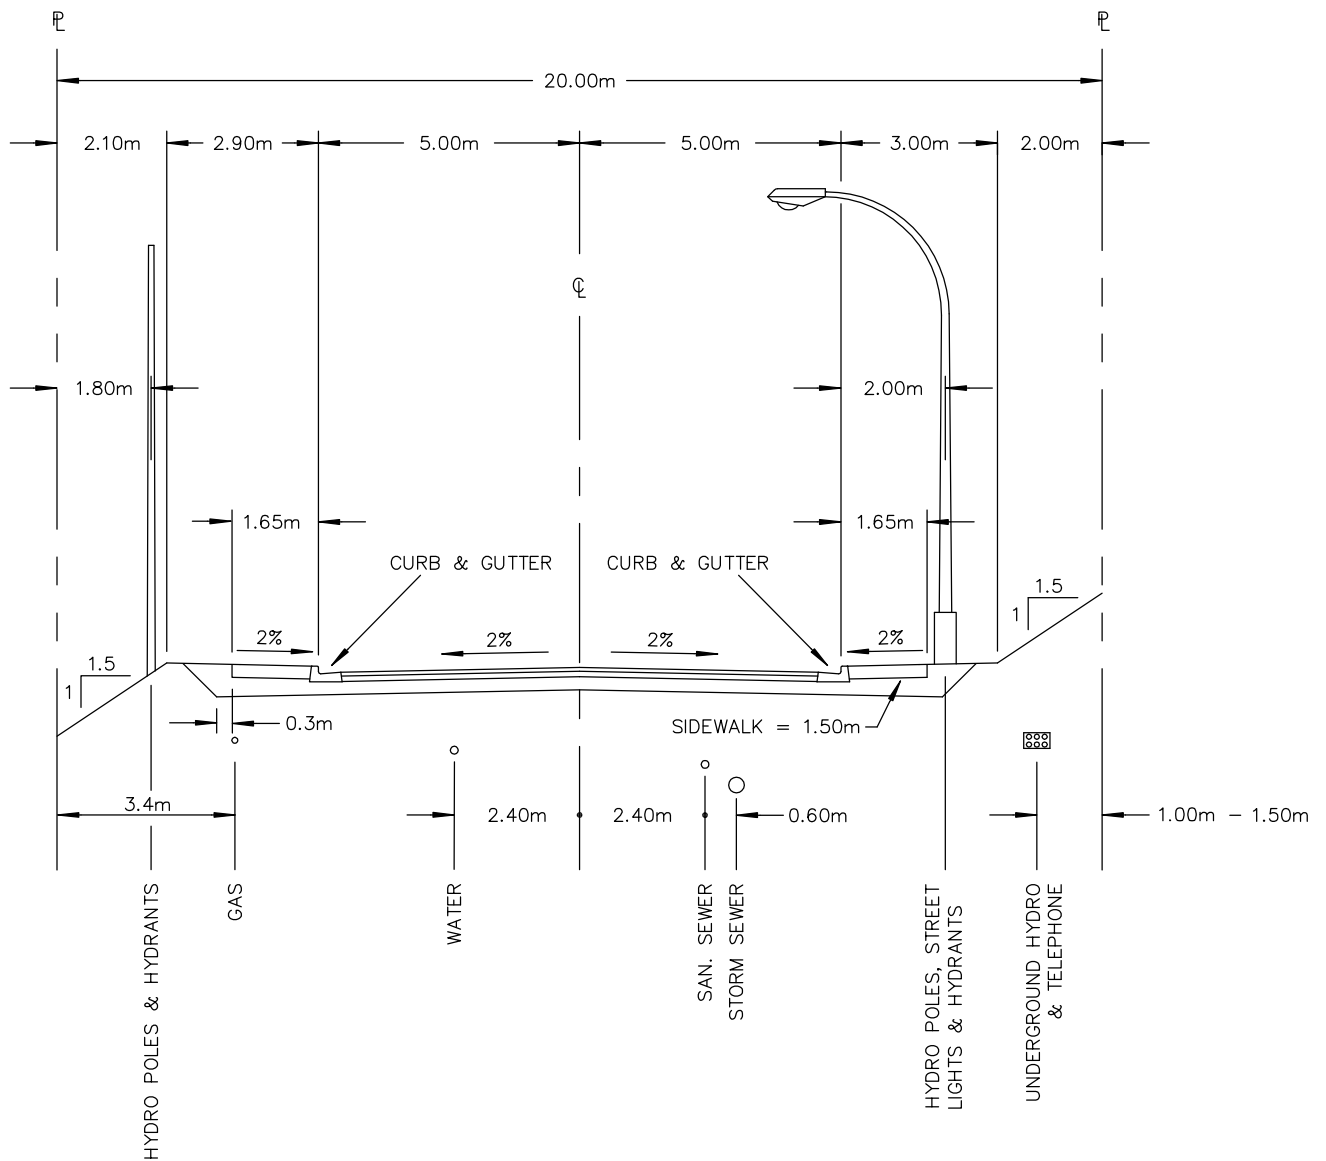 ℄ ℄
20.00m
2.10m 2.90m 5.00m 5.00m 3.00m 2.00m
℄
1.80m 2.00m
1.65m 1.65m
CURB & GUTTER CURB & GUTTER
1.5
1
2% 2% 2% 2%
1.5
1
0.3m
SIDEWALK = 1.50m
3.4m
2.40m 2.40m 0.60m 1.00m - 1.50m
HYDRO POLES & HYDRANTS
GAS
WATER
SAN. SEWER
STORM SEWER
HYDRO POLES, STREET
LIGHTS & HYDRANTS
UNDERGROUND HYDRO
& TELEPHONE